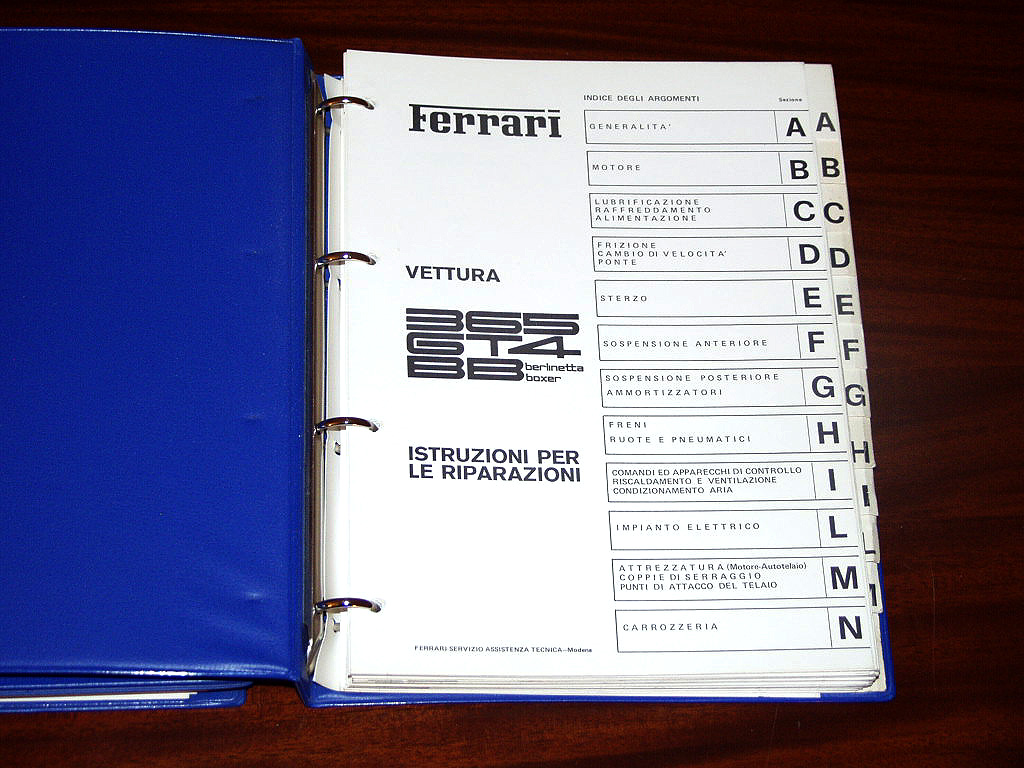 Ferrari
VETTURA
365
GT4
BB berlinetta
boxer
ISTRUZIONI PER
LE RIPARAZIONI
FERRARI SERVIZIO ASSISTENZA TECNICA—Modena
INDICE DEGLI ARGOMENTI Sezione
GENERALITA' A
MOTORE B
LUBRIFICAZIONE
RAFFREDDAMENTO
ALIMENTAZIONE C
FRIZIONE
CAMBIO DI VELOCITA'
PONTE D
STERZO E
SOSPENSIONE ANTERIORE F
SOSPENSIONE POSTERIORE
AMMORTIZZATORI G
FRENI
RUOTE E PNEUMATICI H
COMANDI ED APPARECCHI DI CONTROLLO
RISCALDAMENTO E VENTILAZIONE
CONDIZIONAMENTO ARIA I
IMPIANTO ELETTRICO L
ATTREZZATURA (Motore-Autotelaio)
COPPIE DI SERRAGGIO
PUNTI DI ATTACCO DEL TELAIO M
CARROZZERIA N
A
B
C
D
E
F
G
H
I
L
M